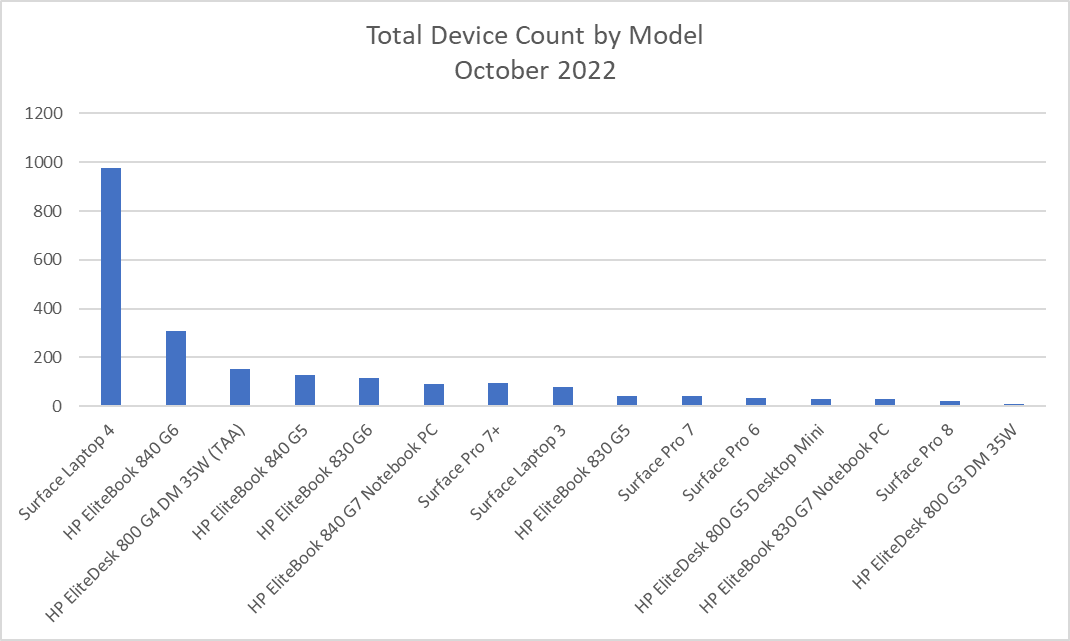 Total Device Count by Model
October 2022
1200
1000
800
600
400
200
0
Surface Laptop 4
HP EliteBook 840 G6
HP EliteDesk 800 G4 DM 35W (TAA)
HP EliteBook 840 G5
HP EliteBook 830 G6
HP EliteBook 840 G7 Notebook PC
Surface Pro 7+
Surface Laptop 3
HP EliteBook 830 G5
Surface Pro 7
Surface Pro 6
HP EliteDesk 800 G5 Desktop Mini
HP EliteBook 830 G7 Notebook PC
Surface Pro 8
HP EliteDesk 800 G3 DM 35W